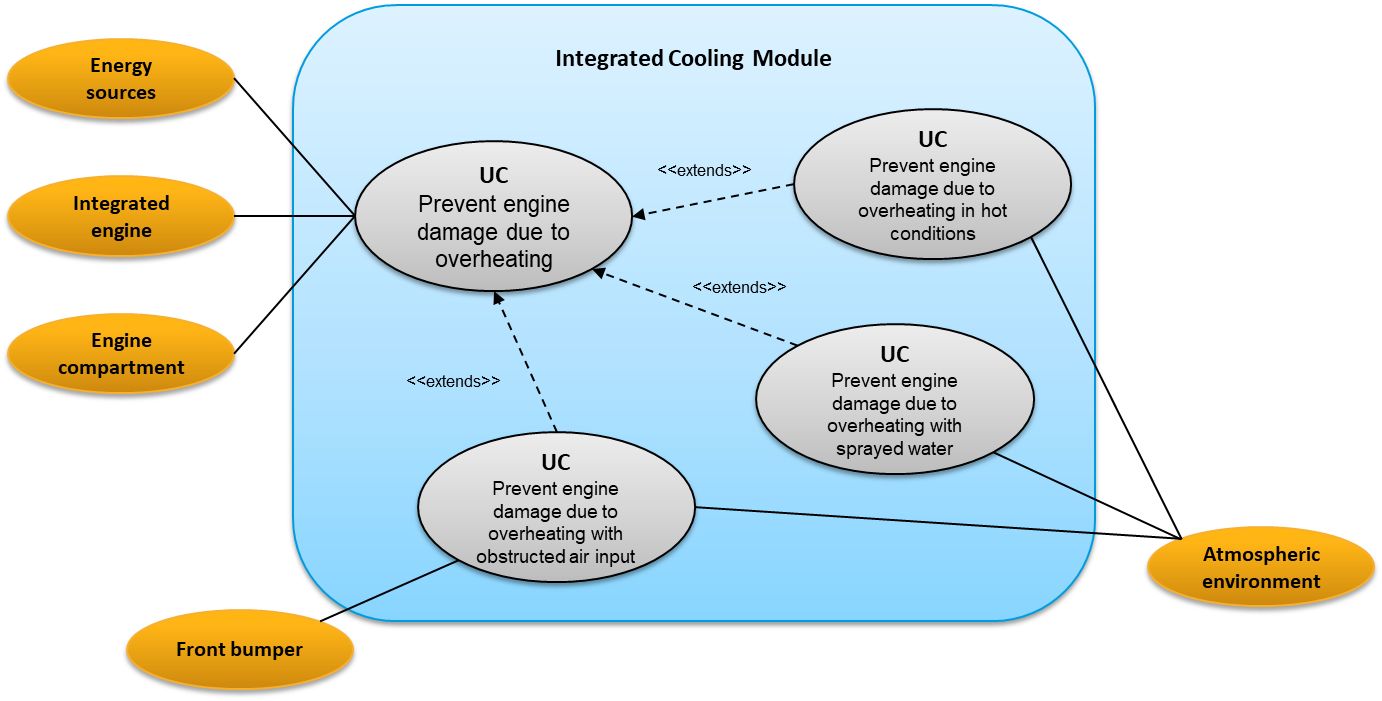 Integrated Cooling Module
Energy
sources
Integrated
engine
Engine
compartment
UC
Prevent engine
damage due to
overheating
<<extends>>
UC
Prevent engine
damage due to
overheating in hot
conditions
<<extends>>
UC
Prevent engine
damage due to
overheating with
sprayed water
<<extends>>
UC
Prevent engine
damage due to
overheating with
obstructed air input
Atmospheric
environment
Front bumper